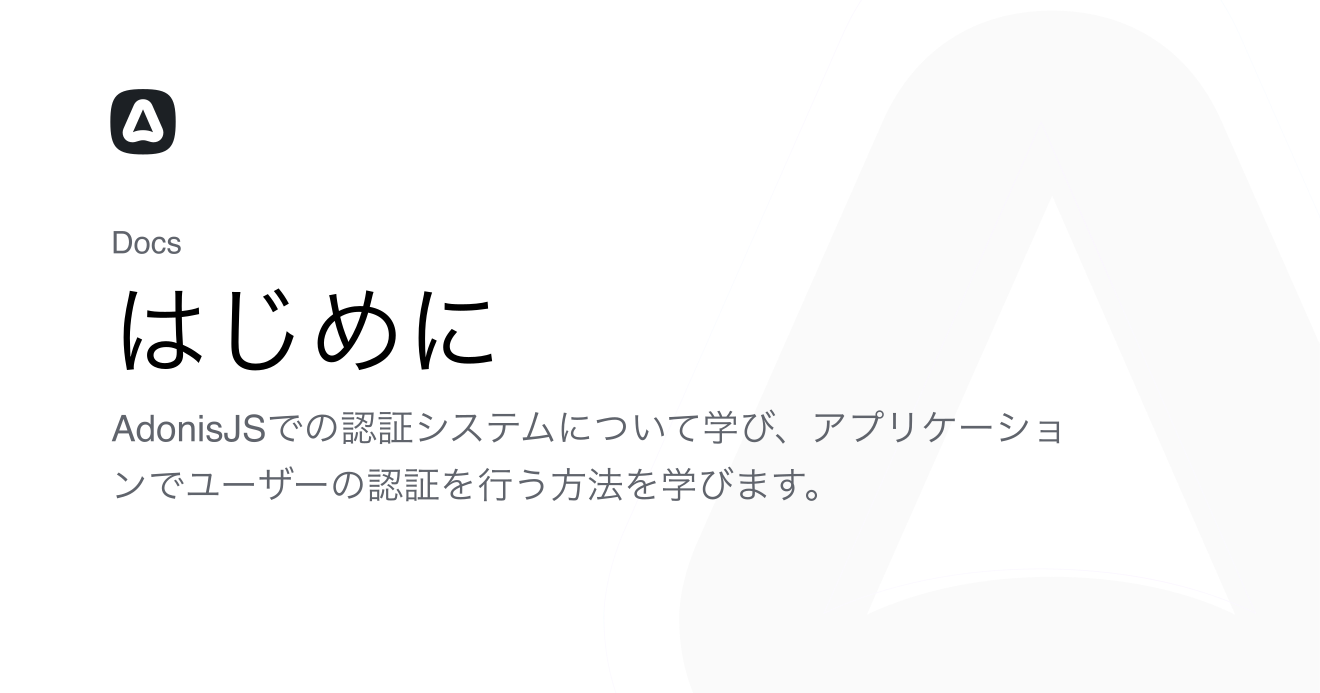 Docs
はじめに
AdonisJSでの認証システムについて学び、アプリケーショ
ンでユーザーの認証を行う方法を学びます。